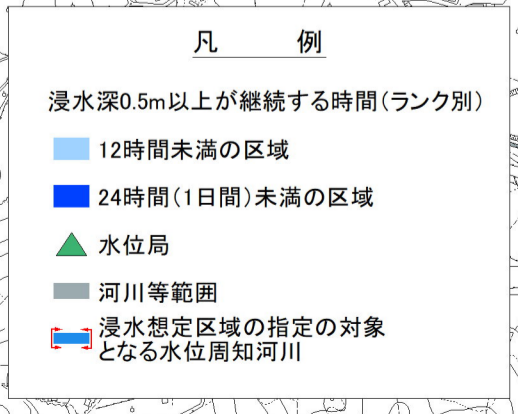 凡　例
浸水深0.5m以上が継続する時間(ランク別)
12時間未満の区域
24時間(1日間)未満の区域
水位局
河川等範囲
浸水想定区域の指定の対象
となる水位周知河川